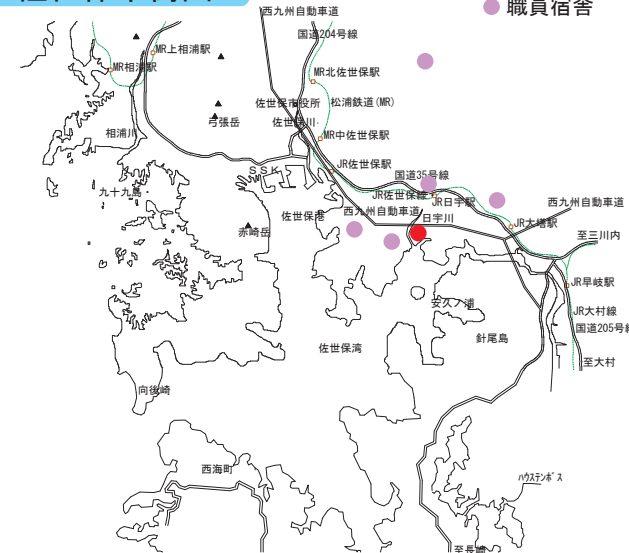 職員宿舎
西九州自動車道
国道204号線
MR上相浦駅
MR相浦駅
MR北佐世保駅
佐世保市役所
松浦鉄道(MR)
弓張岳
佐世保川
相浦川
MR中佐世保駅
JR佐世保駅
SSK
国道35号線
九十九島
JR佐世保線
JR日宇駅
西九州自動車道
佐世保港
西九州自動車道
日宇川
JR大塔駅
赤崎岳
至三川内
JR早岐駅
安久ノ浦
JR大村線
国道205号線
針尾島
佐世保湾
至大村
向後崎
西海町
ハウステンボス
至長崎